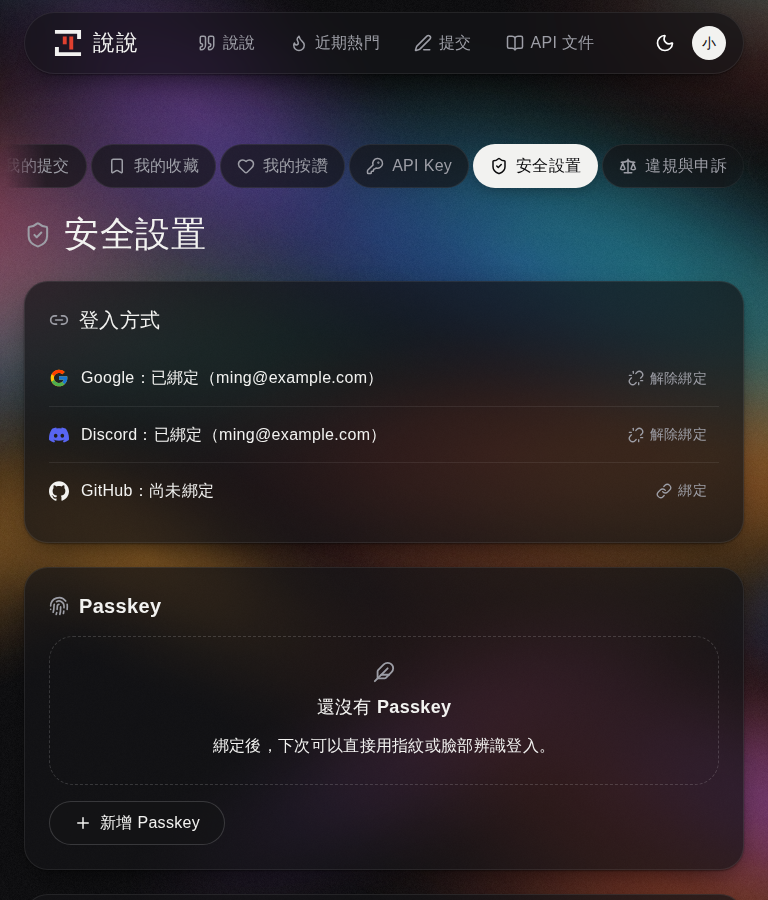 說說
說說
近期熱門
提交
API 文件
小
我的提交
我的收藏
我的按讚
API Key
安全設置
違規與申訴
安全設置
登入方式
Google：已綁定（ming@example.com）
解除綁定
Discord：已綁定（ming@example.com）
解除綁定
GitHub：尚未綁定
綁定
Passkey
還沒有 Passkey
綁定後，下次可以直接用指紋或臉部辨識登入。
新增 Passkey